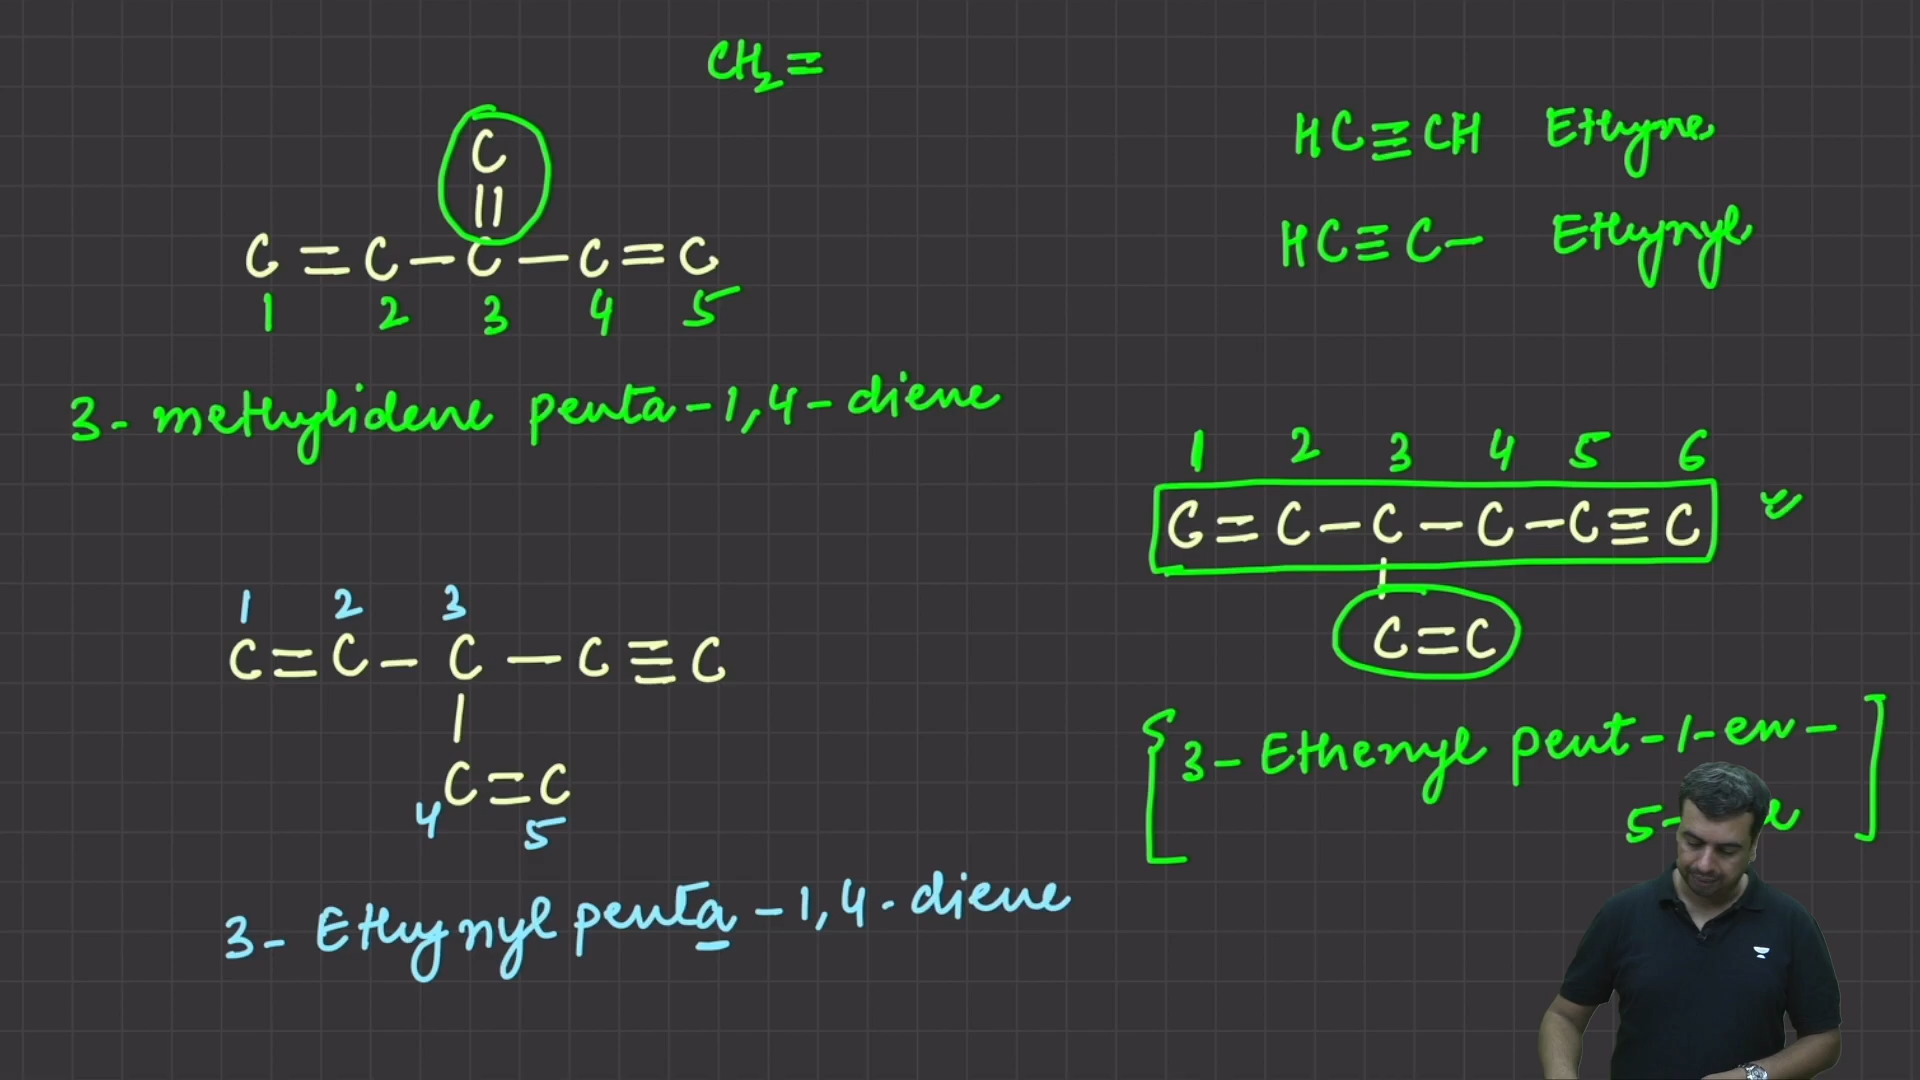 CH₂=
C
||
C=C-C-C=C
1 2 3 4 5
3- methylidene penta-1,4-diene
HC≡CH Ethyne
HC≡C- Ethynyl
1 2 3 4 5 6
C=C-C-C-C≡C
|
C=C
[3-Ethenyl pent-1-en-
5-
]
1 2 3
C=C-C-C≡C
|
C=C
4 5
3- Ethynyl penta-1,4-diene